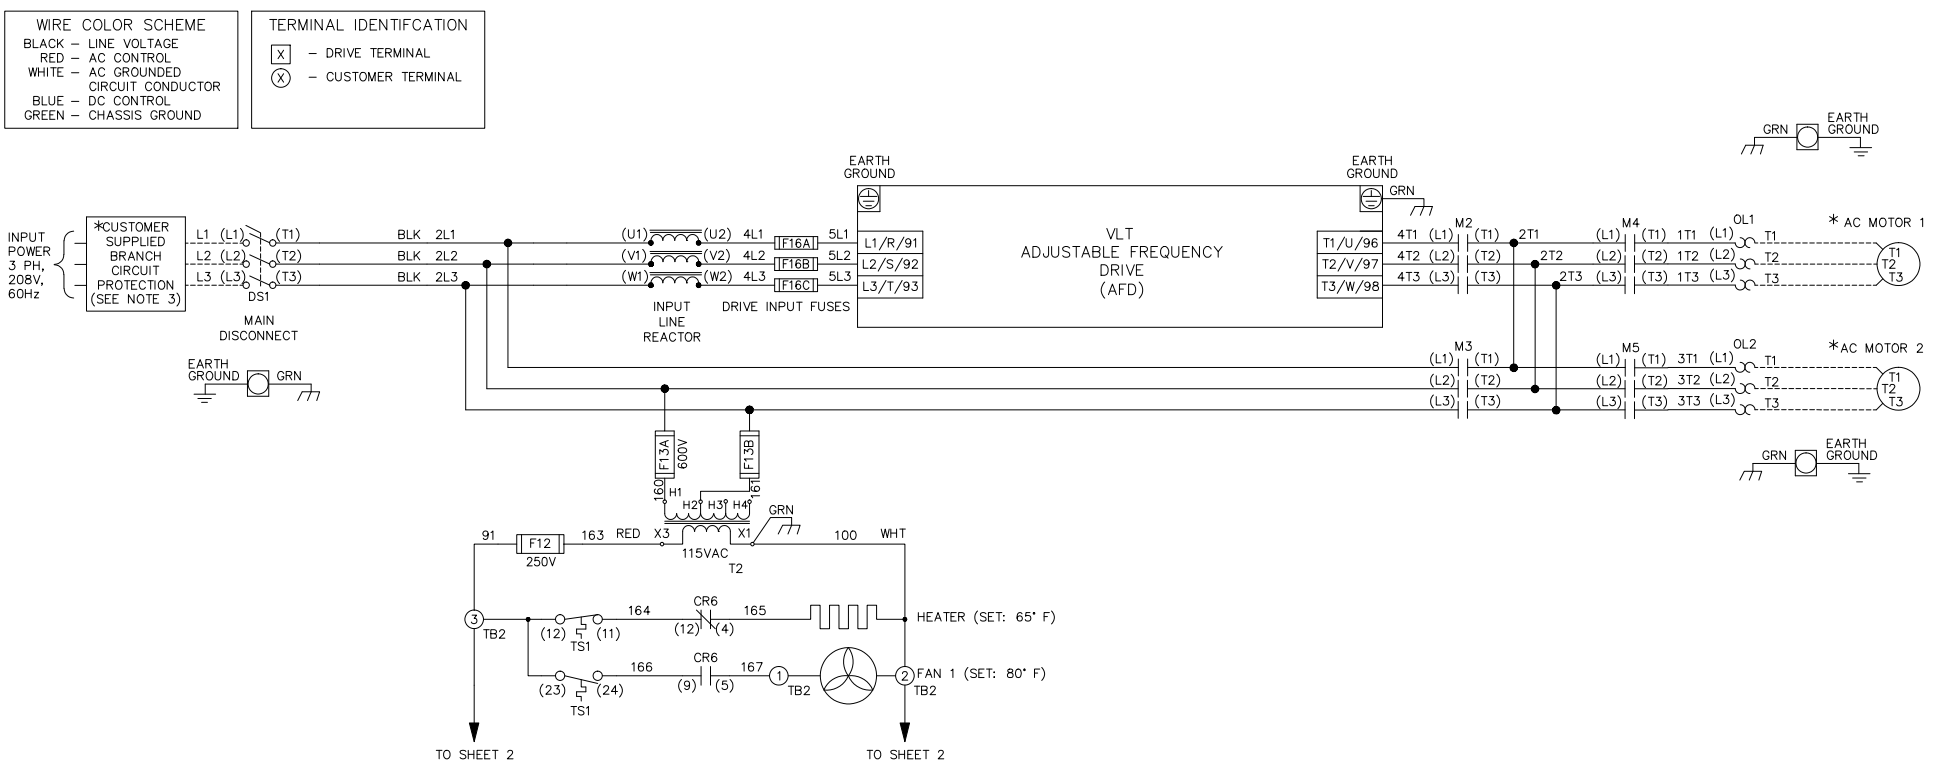 WIRE COLOR SCHEME
BLACK – LINE VOLTAGE
RED – AC CONTROL
WHITE – AC GROUNDED
CIRCUIT CONDUCTOR
BLUE – DC CONTROL
GREEN – CHASSIS GROUND
TERMINAL IDENTIFCATION
X – DRIVE TERMINAL
X – CUSTOMER TERMINAL
EARTH
GROUND
GRN
EARTH
GROUND
EARTH
GROUND
GRN
INPUT
POWER
3 PH,
208V,
60Hz
*CUSTOMER
SUPPLIED
BRANCH
CIRCUIT
PROTECTION
(SEE NOTE 3)
L1 (L1) (T1) BLK 2L1 (U1) (U2) 4L1 F16A 5L1 L1/R/91
L2 (L2) (T2) BLK 2L2 (V1) (V2) 4L2 F16B 5L2 L2/S/92
L3 (L3) (T3) BLK 2L3 (W1) (W2) 4L3 F16C 5L3 L3/T/93
DS1
MAIN
DISCONNECT
INPUT
LINE
REACTOR
DRIVE INPUT FUSES
VLT
ADJUSTABLE FREQUENCY
DRIVE
(AFD)
M2 M4 OL1 * AC MOTOR 1
T1/U/96 4T1 (L1) (T1) 2T1 (L1) (T1) 1T1 (L1) T1 T1
T2/V/97 4T2 (L2) (T2) 2T2 (L2) (T2) 1T2 (L2) T2 T2
T3/W/98 4T3 (L3) (T3) 2T3 (L3) (T3) 1T3 (L3) T3 T3
EARTH
GROUND GRN
M3 M5 OL2 *AC MOTOR 2
(L1) (T1) (L1) (T1) 3T1 (L1) T1 T1
(L2) (T2) (L2) (T2) 3T2 (L2) T2 T2
(L3) (T3) (L3) (T3) 3T3 (L3) T3 T3
EARTH
GRN GROUND
F13A
600V
F13B
160
161
H1
H2 H3 H4
GRN
91 F12 163 RED X3 X1 100 WHT
250V
115VAC
T2
3
TB2
164 CR6 165
(12) (11) (12) (4)
TS1
HEATER (SET: 65° F)
166 CR6 167 1 2 FAN 1 (SET: 80° F)
(23) (24) (9) (5) TB2 TB2
TS1
TO SHEET 2
TO SHEET 2